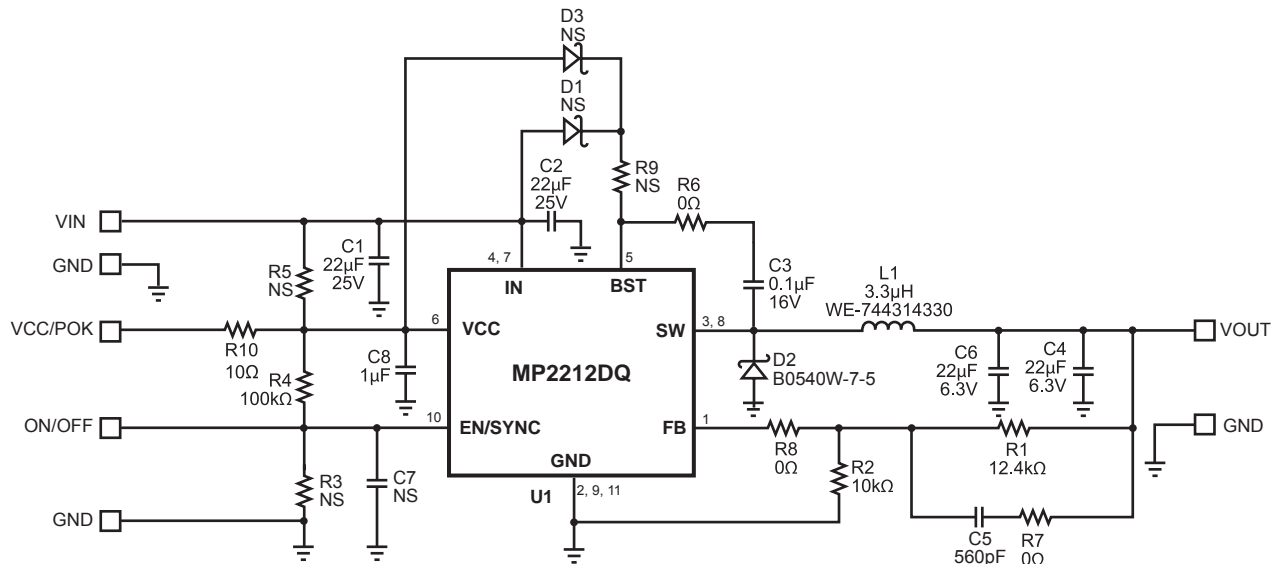 D3
NS
D1
NS
C2
22µF
25V
R9
NS
R6
0Ω
VIN
GND
C1
22µF
25V
R5
NS
4, 7
5
IN
BST
C3
0.1µF
16V
L1
3.3µH
WE-744314330
VCC/POK
R10
10Ω
6
VCC
SW
3, 8
VOUT
C8
1µF
MP2212DQ
D2
B0540W-7-5
C6
22µF
6.3V
C4
22µF
6.3V
R4
100kΩ
ON/OFF
10
EN/SYNC
FB
1
GND
R8
0Ω
R2
10kΩ
R1
12.4kΩ
GND
R3
NS
C7
NS
U1
2, 9, 11
GND
C5
560pF
R7
0Ω